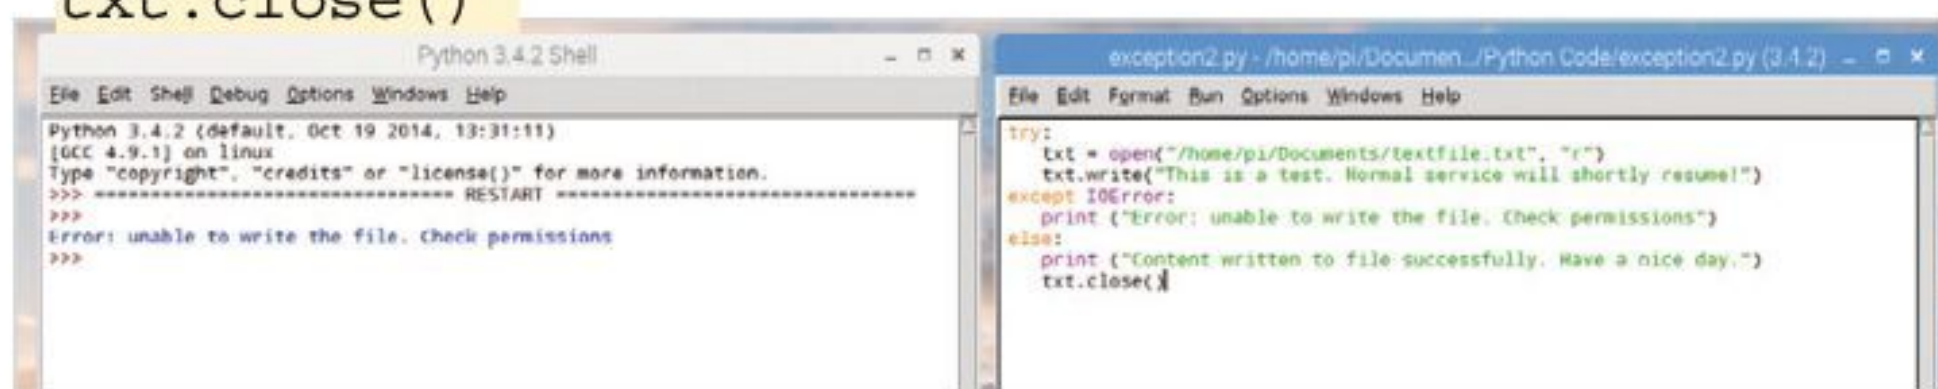 txt.close()
Python 3.4.2 Shell
File Edit Shell Debug Options Windows Help
Python 3.4.2 (default, Oct 19 2014, 13:31:11)
[GCC 4.9.1] on linux
Type "copyright", "credits" or "license()" for more information.
>>> ================================ RESTART ================================
>>>
Error: unable to write the file. Check permissions
>>>
exception2.py - /home/pi/Documen.../Python Code/exception2.py (3.4.2)
File Edit Format Run Options Windows Help
try:
    txt = open("/home/pi/Documents/textfile.txt", "r")
    txt.write("This is a test. Normal service will shortly resume!")
except IOError:
    print ("Error: unable to write the file. Check permissions")
else:
    print ("Content written to file successfully. Have a nice day.")
    txt.close()